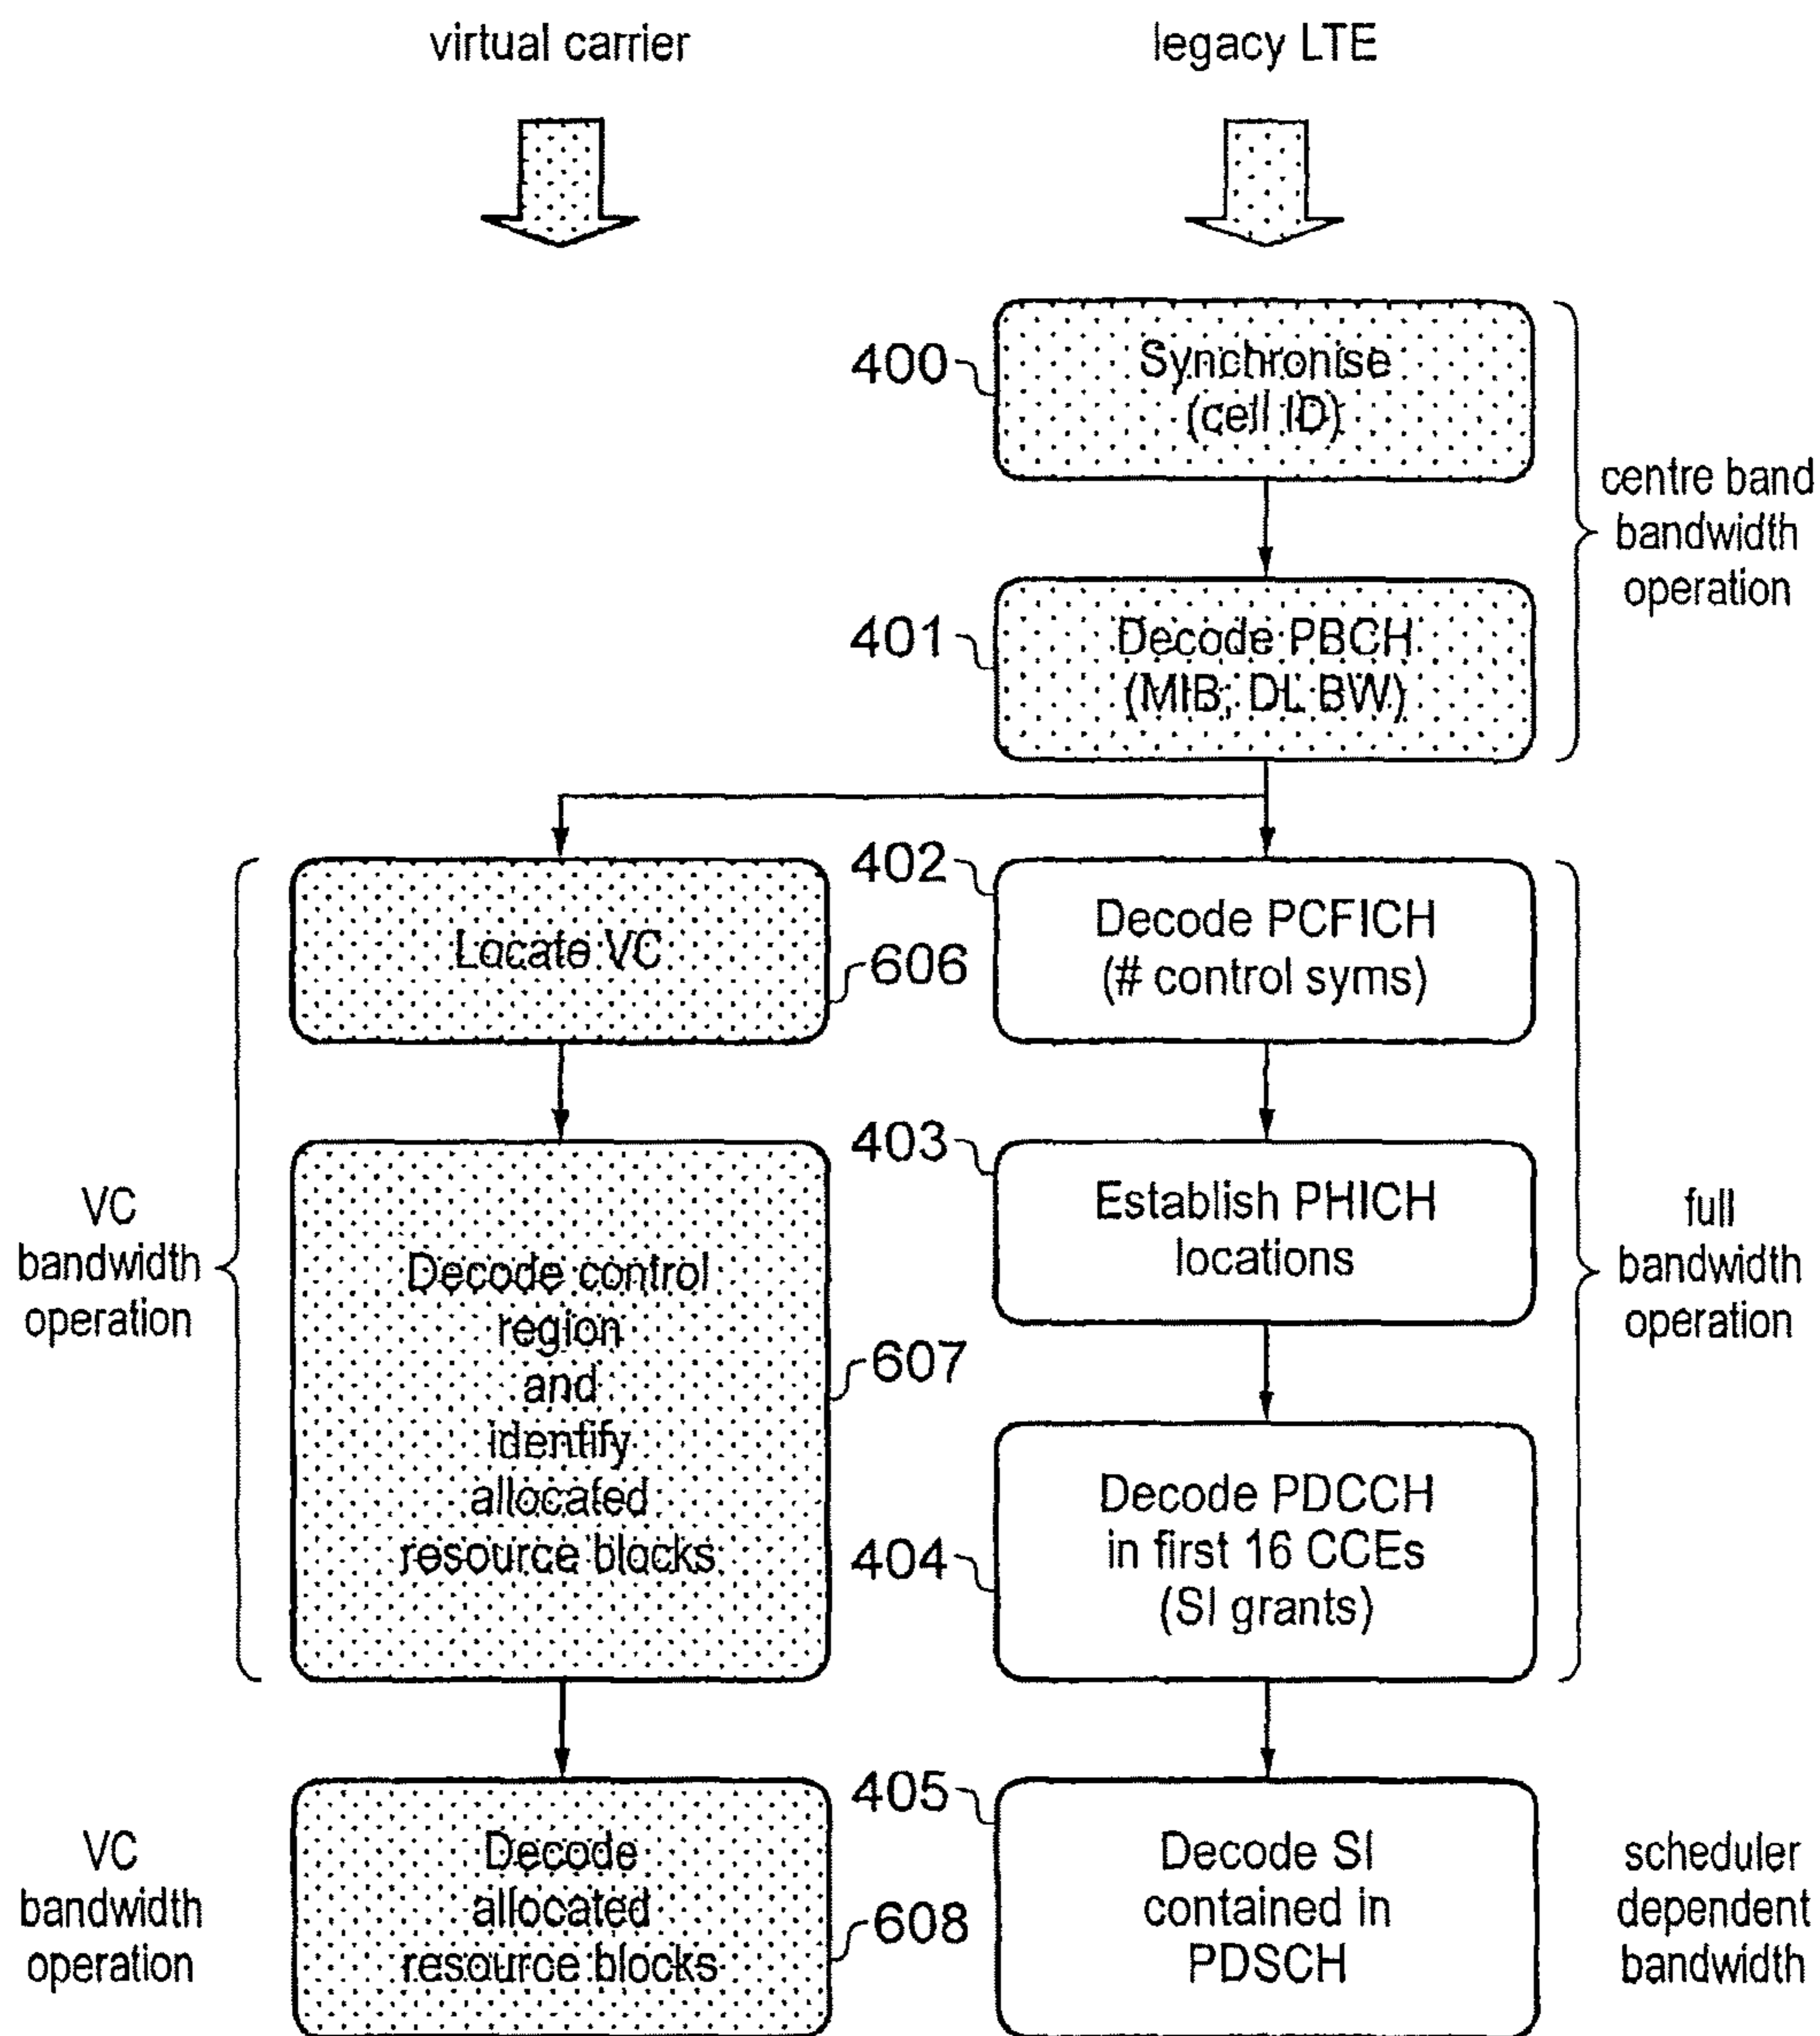 virtual carrier
legacy LTE
400
Synchronise
(cell ID)
centre band
bandwidth
operation
401
Decode PBCH
(MIB; DL BW)
VC
bandwidth
operation
Locate VC
606
402
Decode PCFICH
(# control syms)
403
Establish PHICH
locations
full
bandwidth
operation
Decode control
region
and
identify
allocated
resource blocks
607
404
Decode PDCCH
in first 16 CCEs
(SI grants)
VC
bandwidth
operation
Decode
allocated
resource blocks
608
405
Decode SI
contained in
PDSCH
scheduler
dependent
bandwidth